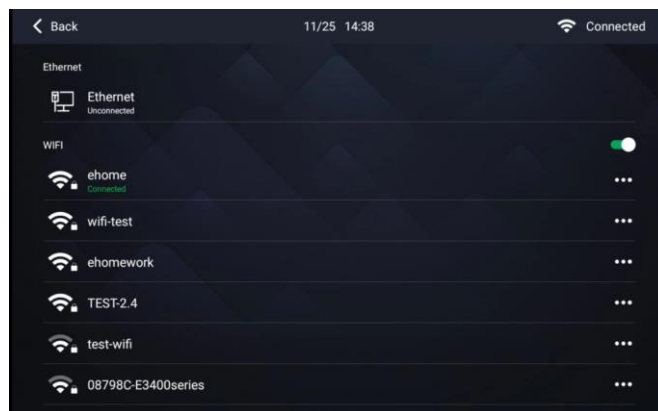 Back
11/25 14:38
Connected
Ethernet
Ethernet
Unconnected
WIFI
ehome
Connected
wifi-test
ehomework
TEST-2.4
test-wifi
08798C-E3400series